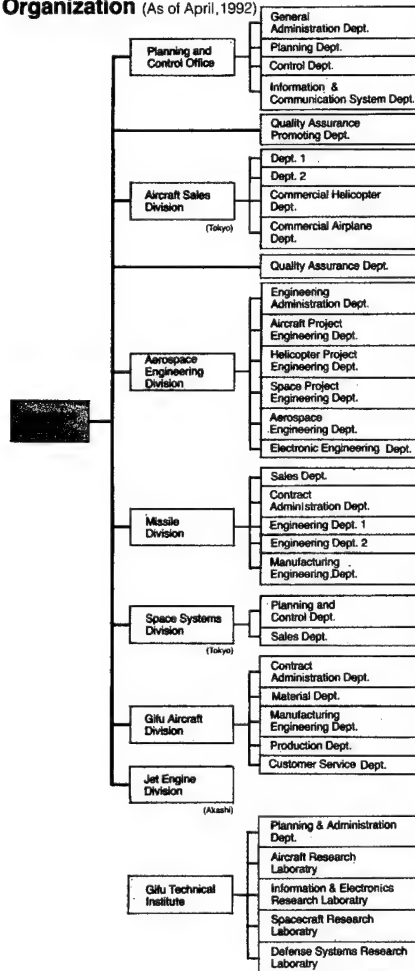 Organization (As of April, 1992)
Planning and
Control Office
General
Administration Dept.
Planning Dept.
Control Dept.
Information &
Communication System Dept.
Quality Assurance
Promoting Dept.
Aircraft Sales
Division
(Tokyo)
Dept. 1
Dept. 2
Commercial Helicopter
Dept.
Commercial Airplane
Dept.
Quality Assurance Dept.
Aerospace
Engineering
Division
Engineering
Administration Dept.
Aircraft Project
Engineering Dept.
Helicopter Project
Engineering Dept.
Space Project
Engineering Dept.
Aerospace
Engineering Dept.
Electronic Engineering Dept.
Missile
Division
Sales Dept.
Contract
Administration Dept.
Engineering Dept. 1
Engineering Dept. 2
Manufacturing
Engineering Dept.
Space Systems
Division
(Tokyo)
Planning and
Control Dept.
Sales Dept.
Gifu Aircraft
Division
Contract
Administration Dept.
Material Dept.
Manufacturing
Engineering Dept.
Production Dept.
Customer Service Dept.
Jet Engine
Division
(Akashi)
Gifu Technical
Institute
Planning & Administration
Dept.
Aircraft Research
Laboratry
Information & Electronics
Research Laboratry
Spacecraft Research
Laboratry
Defense Systems Research
Laboratry